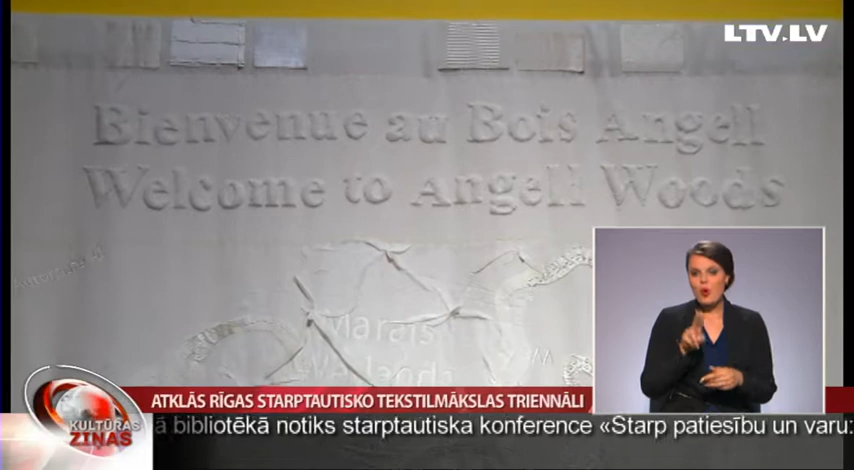 LTV.LV
Bienvenue au Bois Angell
Welcome to Angell Woods
Marais
ATKLĀS RĪGAS STARPTAUTISKO TEKSTILMĀKSLAS TRIENNĀLI
KULTŪRAS
ZIŅAS
ā bibliotēkā notiks starptautiska konference «Starp patiesību un varu: